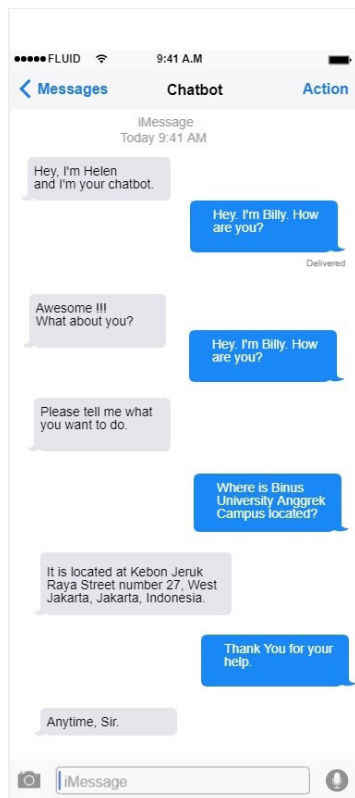 ●●●●●FLUID 9:41 A.M
Messages Chatbot Action
iMessage
Today 9:41 AM
Hey, I'm Helen
and I'm your chatbot.
Hey. I'm Billy. How
are you?
Delivered
Awesome !!!
What about you?
Hey. I'm Billy. How
are you?
Please tell me what
you want to do.
Where is Binus
University Anggrek
Campus located?
It is located at Kebon Jeruk
Raya Street number 27, West
Jakarta, Jakarta, Indonesia.
Thank You for your
help.
Anytime, Sir.
iMessage